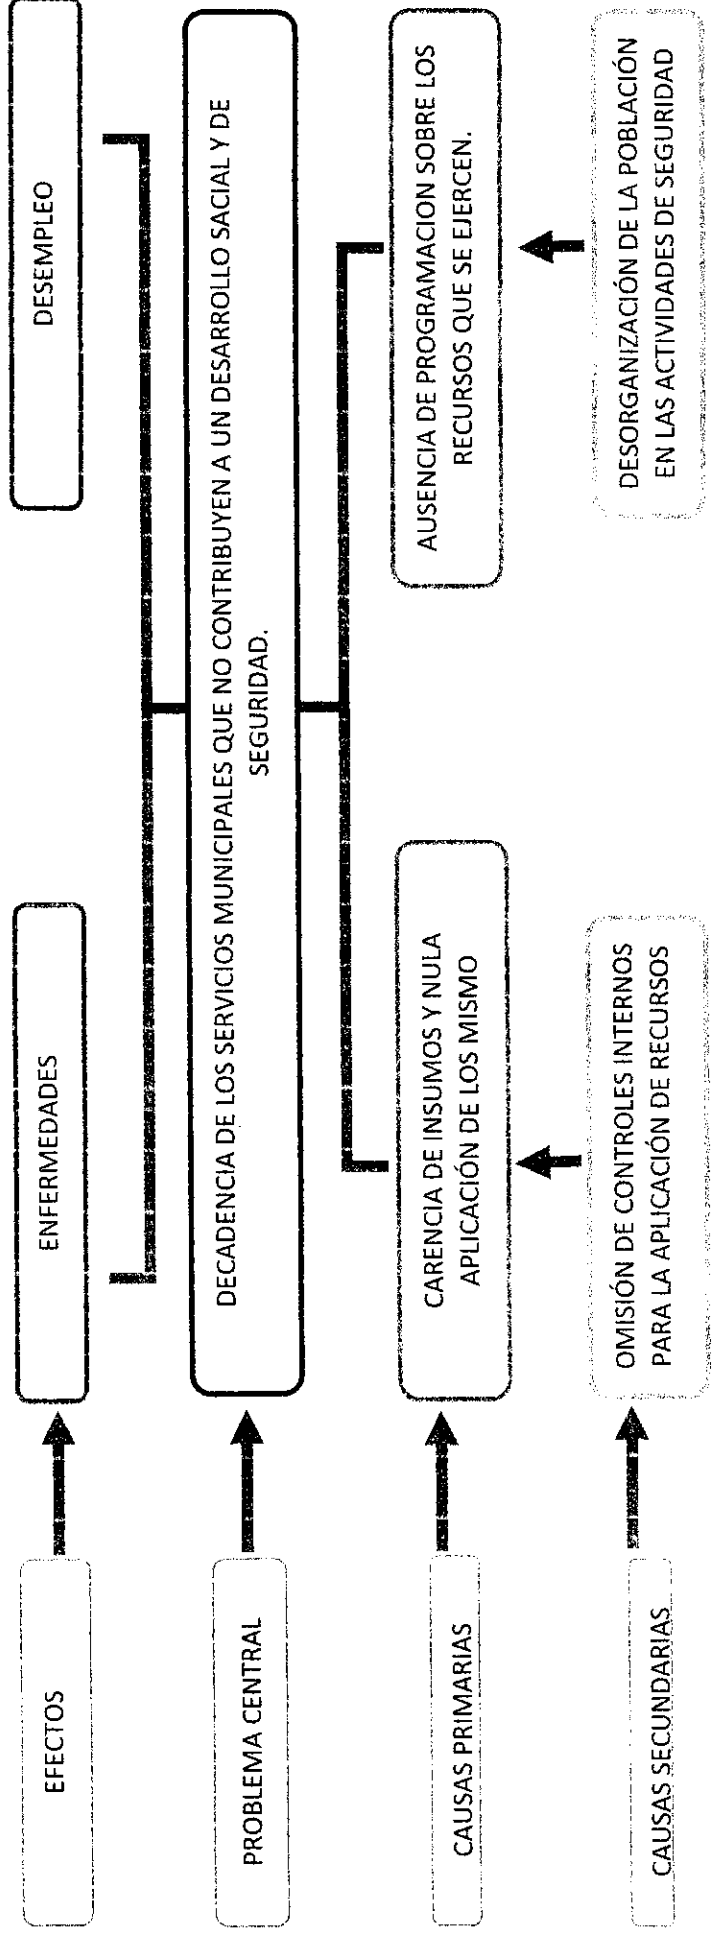 EFECTOS
ENFERMEDADES
DESEMPLEO
PROBLEMA CENTRAL
DECADENCIA DE LOS SERVICIOS MUNICIPALES QUE NO CONTRIBUYEN A UN DESARROLLO SACIAL Y DE
SEGURIDAD.
CAUSAS PRIMARIAS
CARENCIA DE INSUMOS Y NULA
APLICACIÓN DE LOS MISMO
AUSENCIA DE PROGRAMACION SOBRE LOS
RECURSOS QUE SE EJERCEN.
CAUSAS SECUNDARIAS
OMISIÓN DE CONTROLES INTERNOS
PARA LA APLICACIÓN DE RECURSOS
DESORGANIZACIÓN DE LA POBLACIÓN
EN LAS ACTIVIDADES DE SEGURIDAD